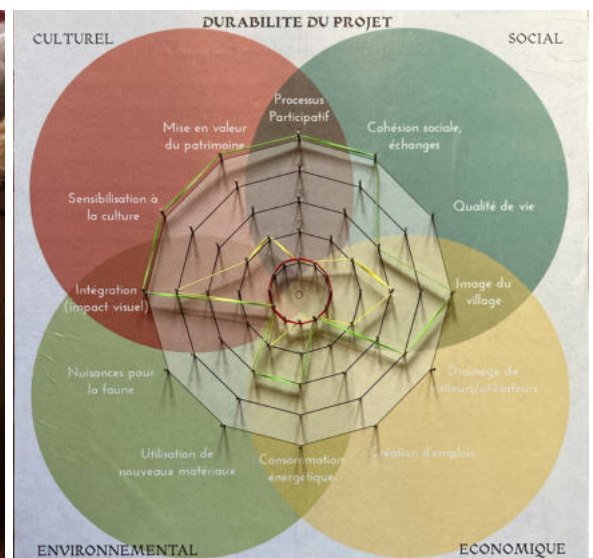 DURABILITE DU PROJET
CULTUREL
SOCIAL
Processus
Participatif
Mise en valeur
du patrimoine
Cohésion sociale,
échanges
Sensibilisation à
la culture
Qualité de vie
Intégration
(impact visuel)
Image du
village
Nuisances pour
la faune
Drainage de
visiteurs/utilisateurs
Utilisation de
nouveaux matériaux
Consommation
énergétique
Création d'emplois
ENVIRONNEMENTAL
ECONOMIQUE